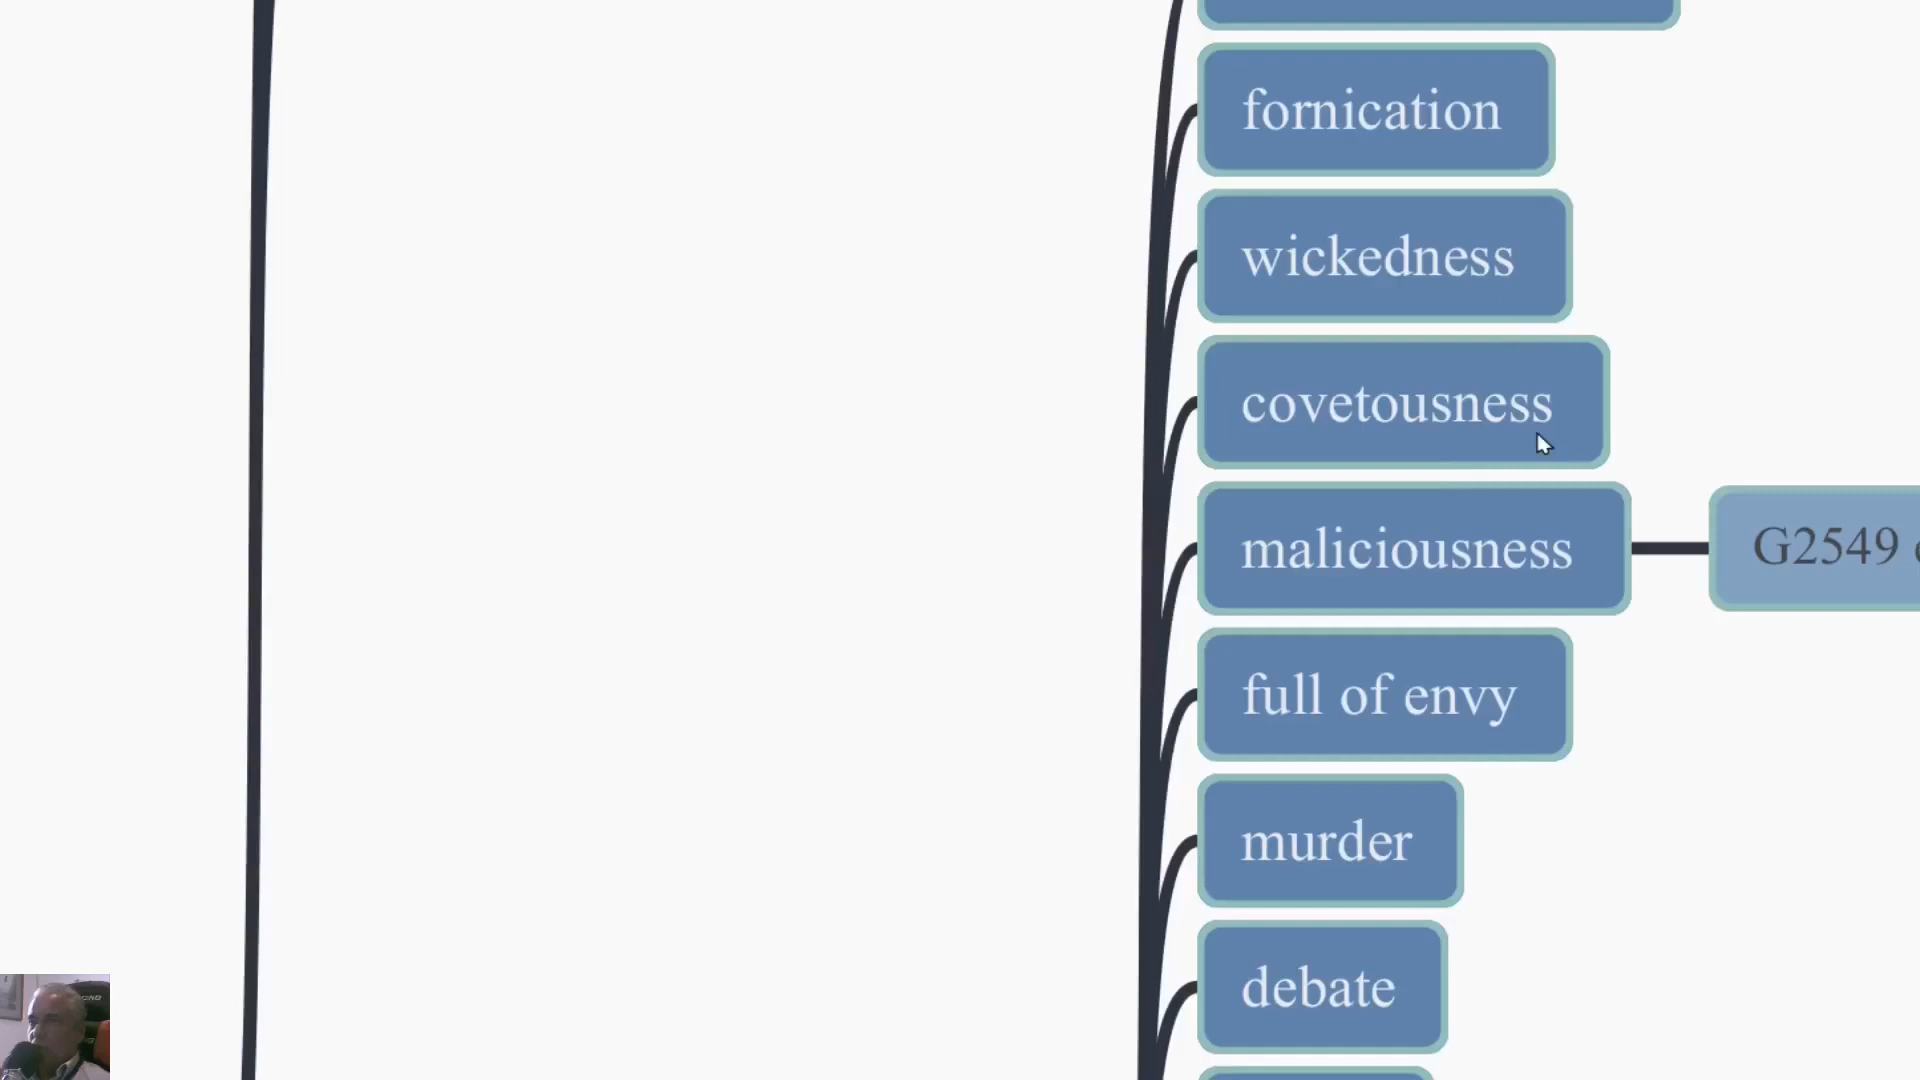 fornication
wickedness
covetousness
maliciousness
G2549
full of envy
murder
debate